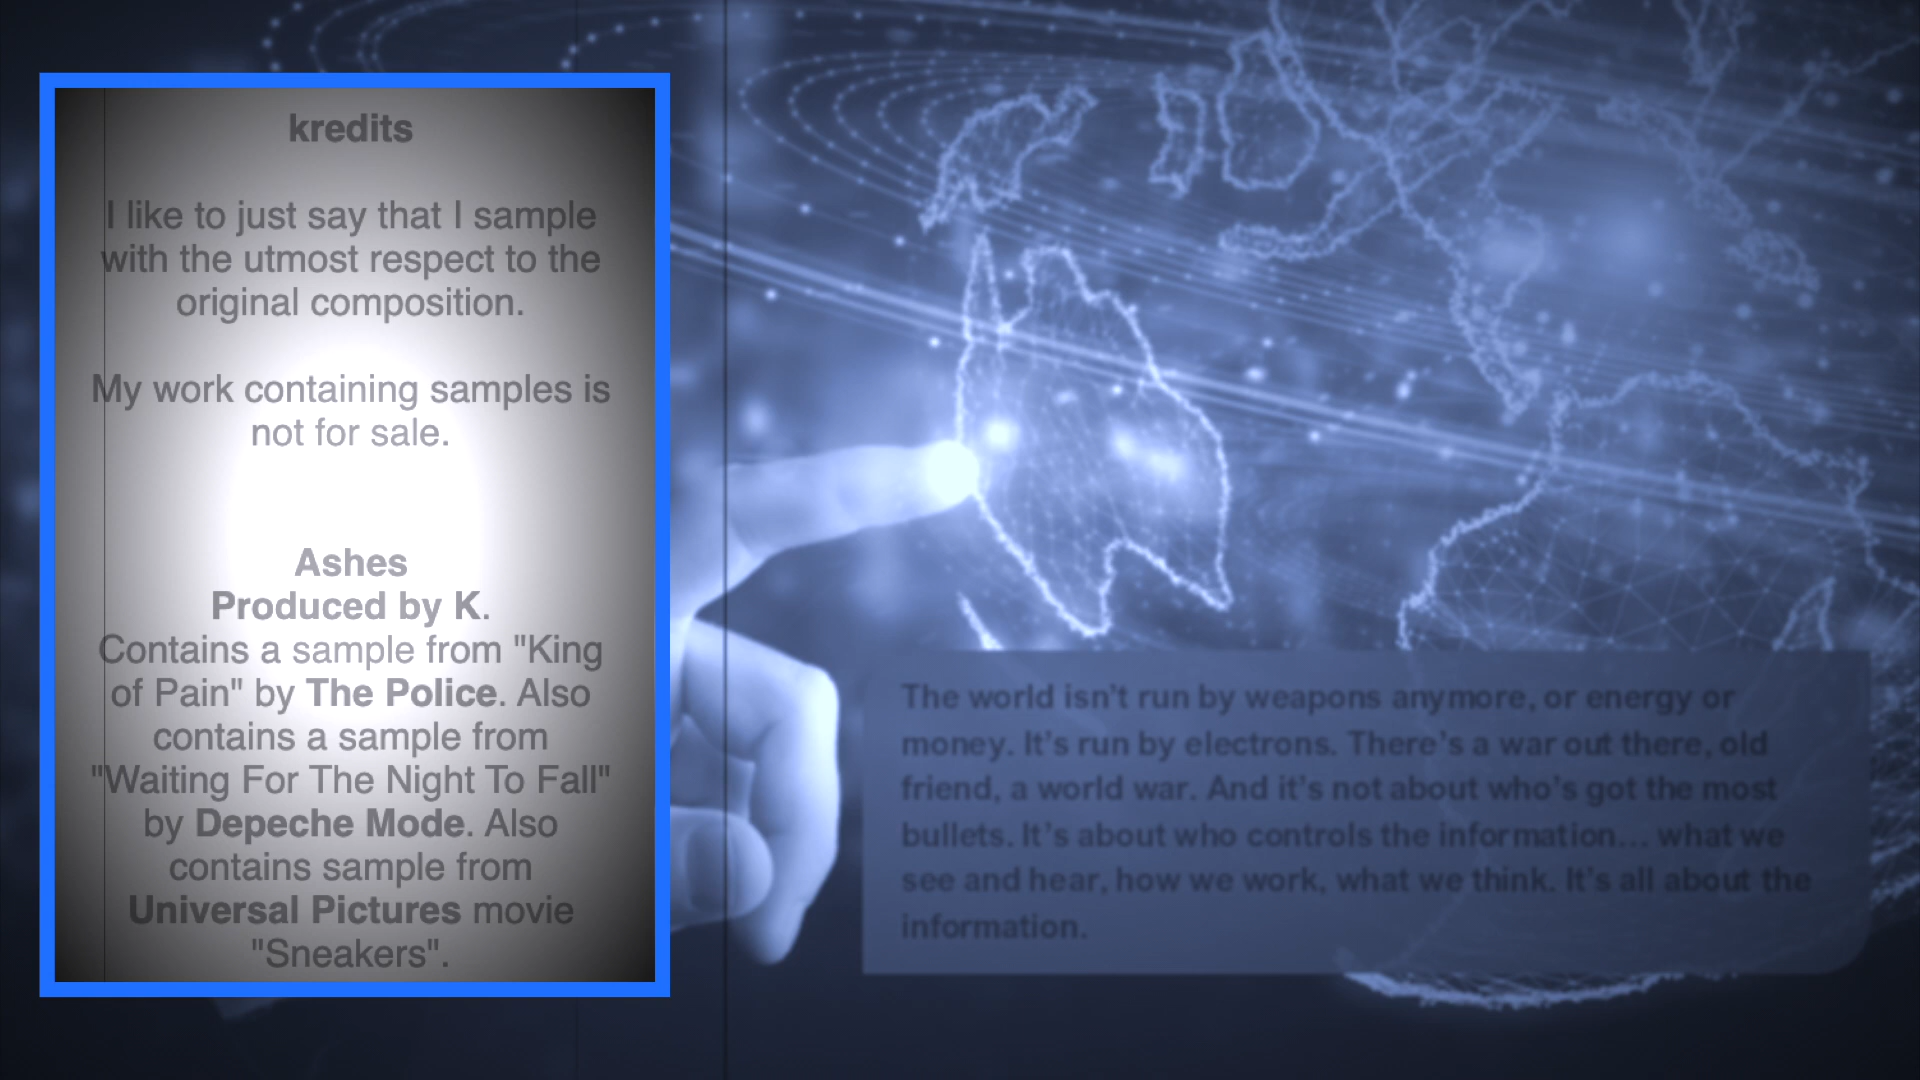 kredits
I like to just say that I sample
with the utmost respect to the
original composition.
My work containing samples is
not for sale.
Ashes
Produced by K.
Contains a sample from "King
of Pain" by The Police. Also
contains a sample from
"Waiting For The Night To Fall"
by Depeche Mode. Also
contains sample from
Universal Pictures movie
"Sneakers".
The world isn't run by weapons anymore, or energy or
money. It's run by electrons. There's a war out there, old
friend, a world war. And it's not about who's got the most
bullets. It's about who controls the information... what we
see and hear, how we work, what we think. It's all about the
information.